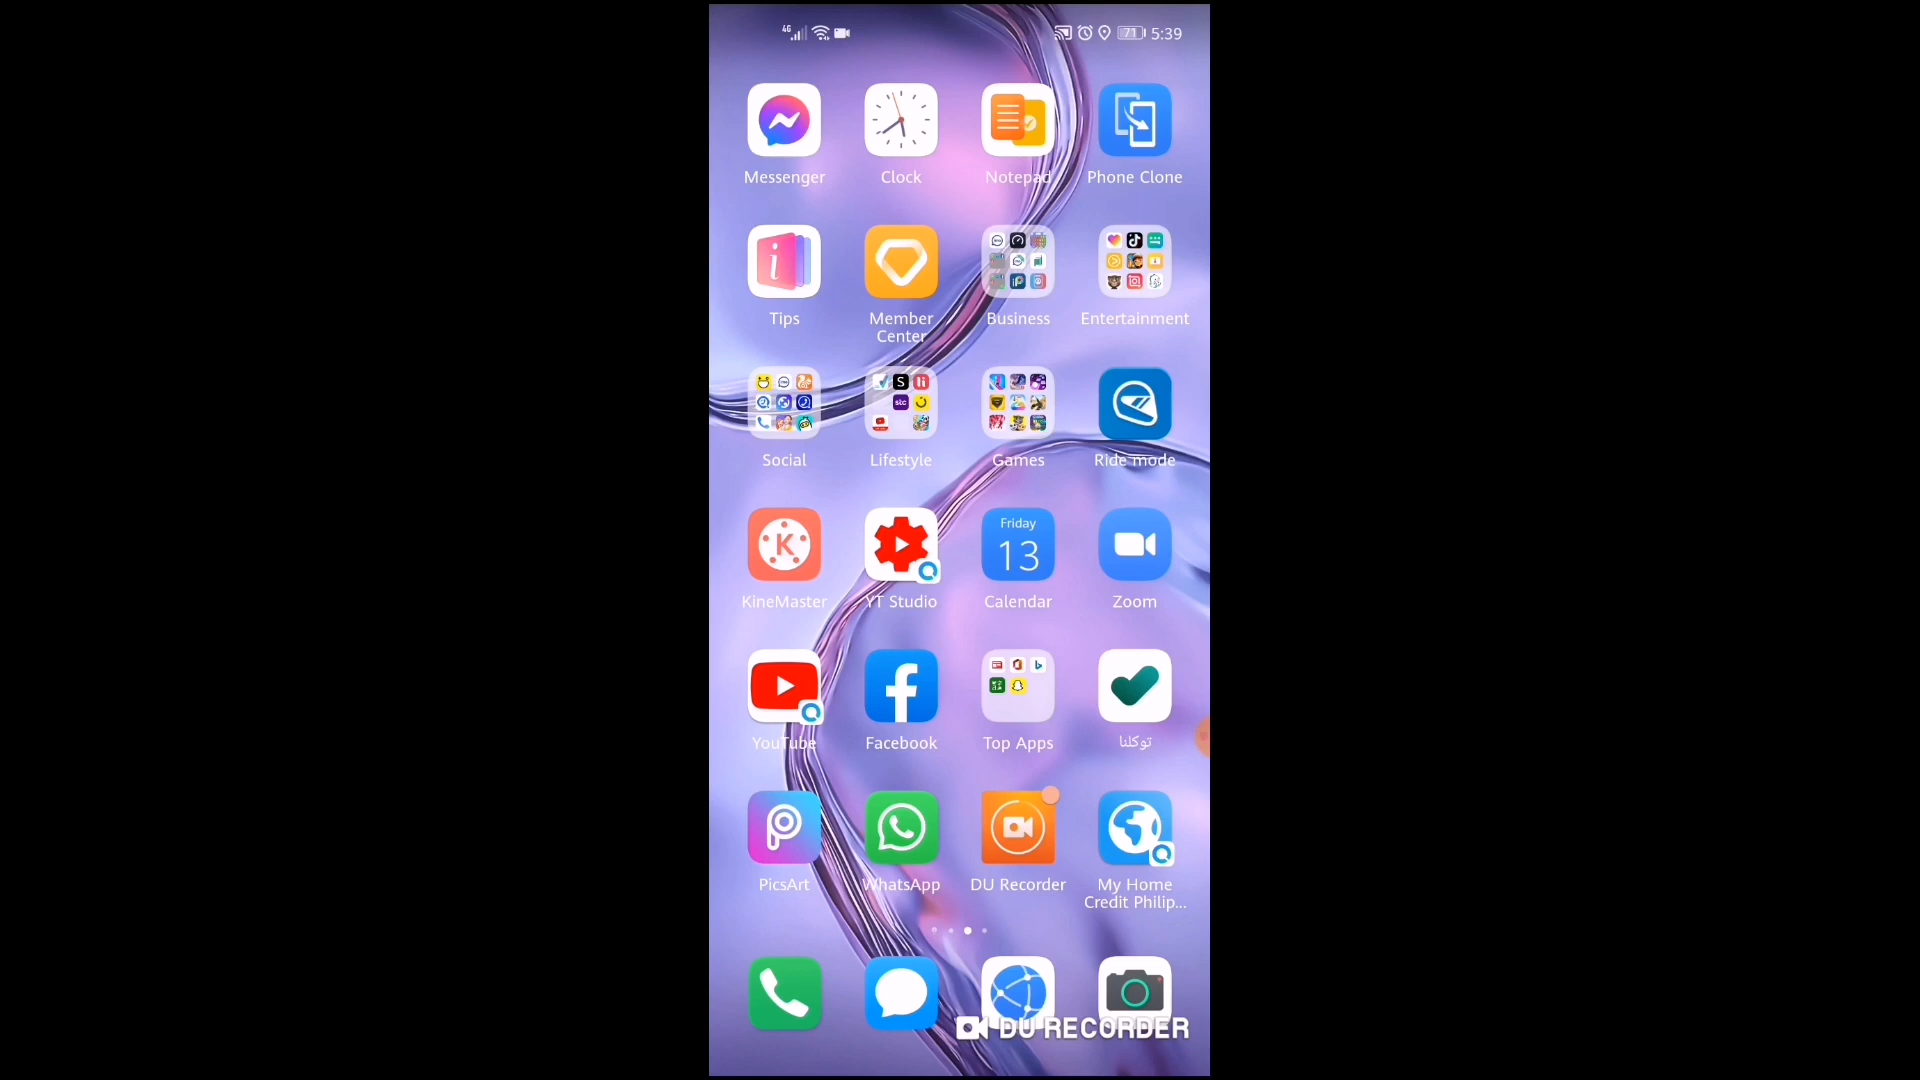 4G 71 5:39
Messenger Clock Notepad Phone Clone
Tips Member Center Business Entertainment
Social Lifestyle Games Ride mode
Friday
13
KineMaster YT Studio Calendar Zoom
YouTube Facebook Top Apps توكلنا
PicsArt WhatsApp DU Recorder My Home Credit Philip...
DU RECORDER